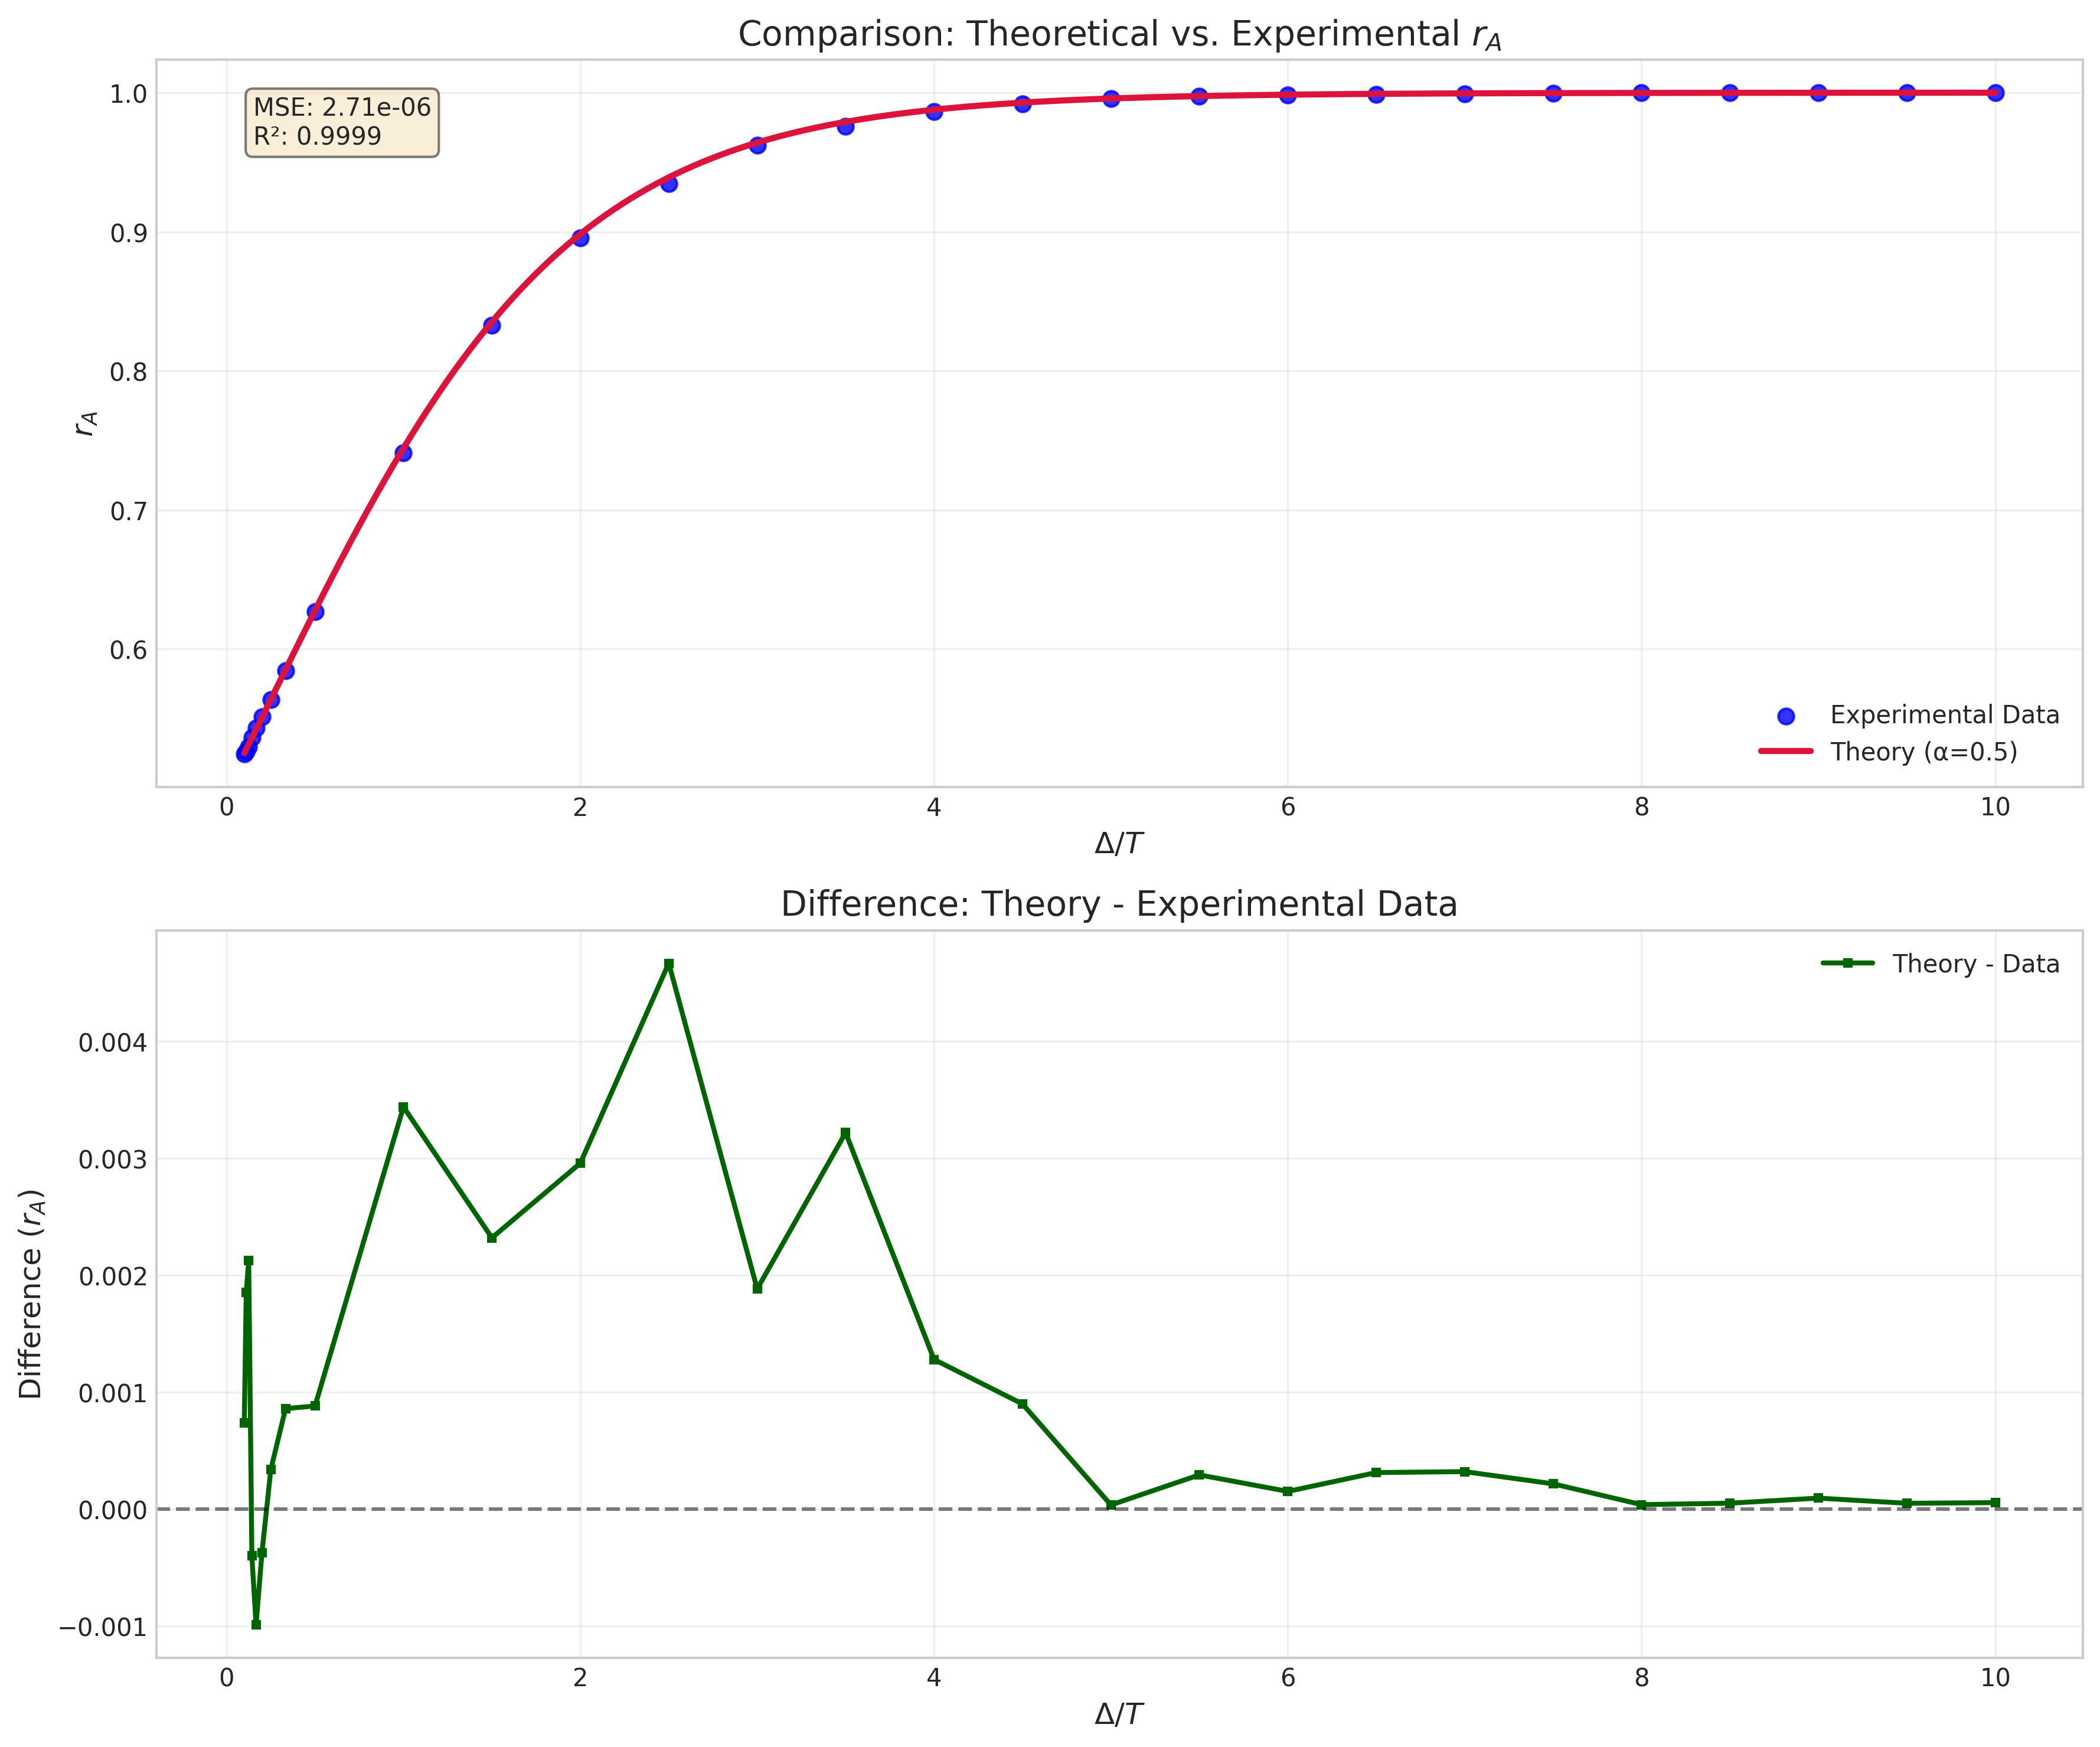 Comparison: Theoretical vs. Experimental r_A
MSE: 2.71e-06
R²: 0.9999
1.0
0.9
0.8
0.7
0.6
r_A
Experimental Data
Theory (α=0.5)
0 2 4 6 8 10
Δ/T
Difference: Theory - Experimental Data
Theory - Data
0.004
0.003
0.002
0.001
0.000
−0.001
Difference (r_A)
0 2 4 6 8 10
Δ/T